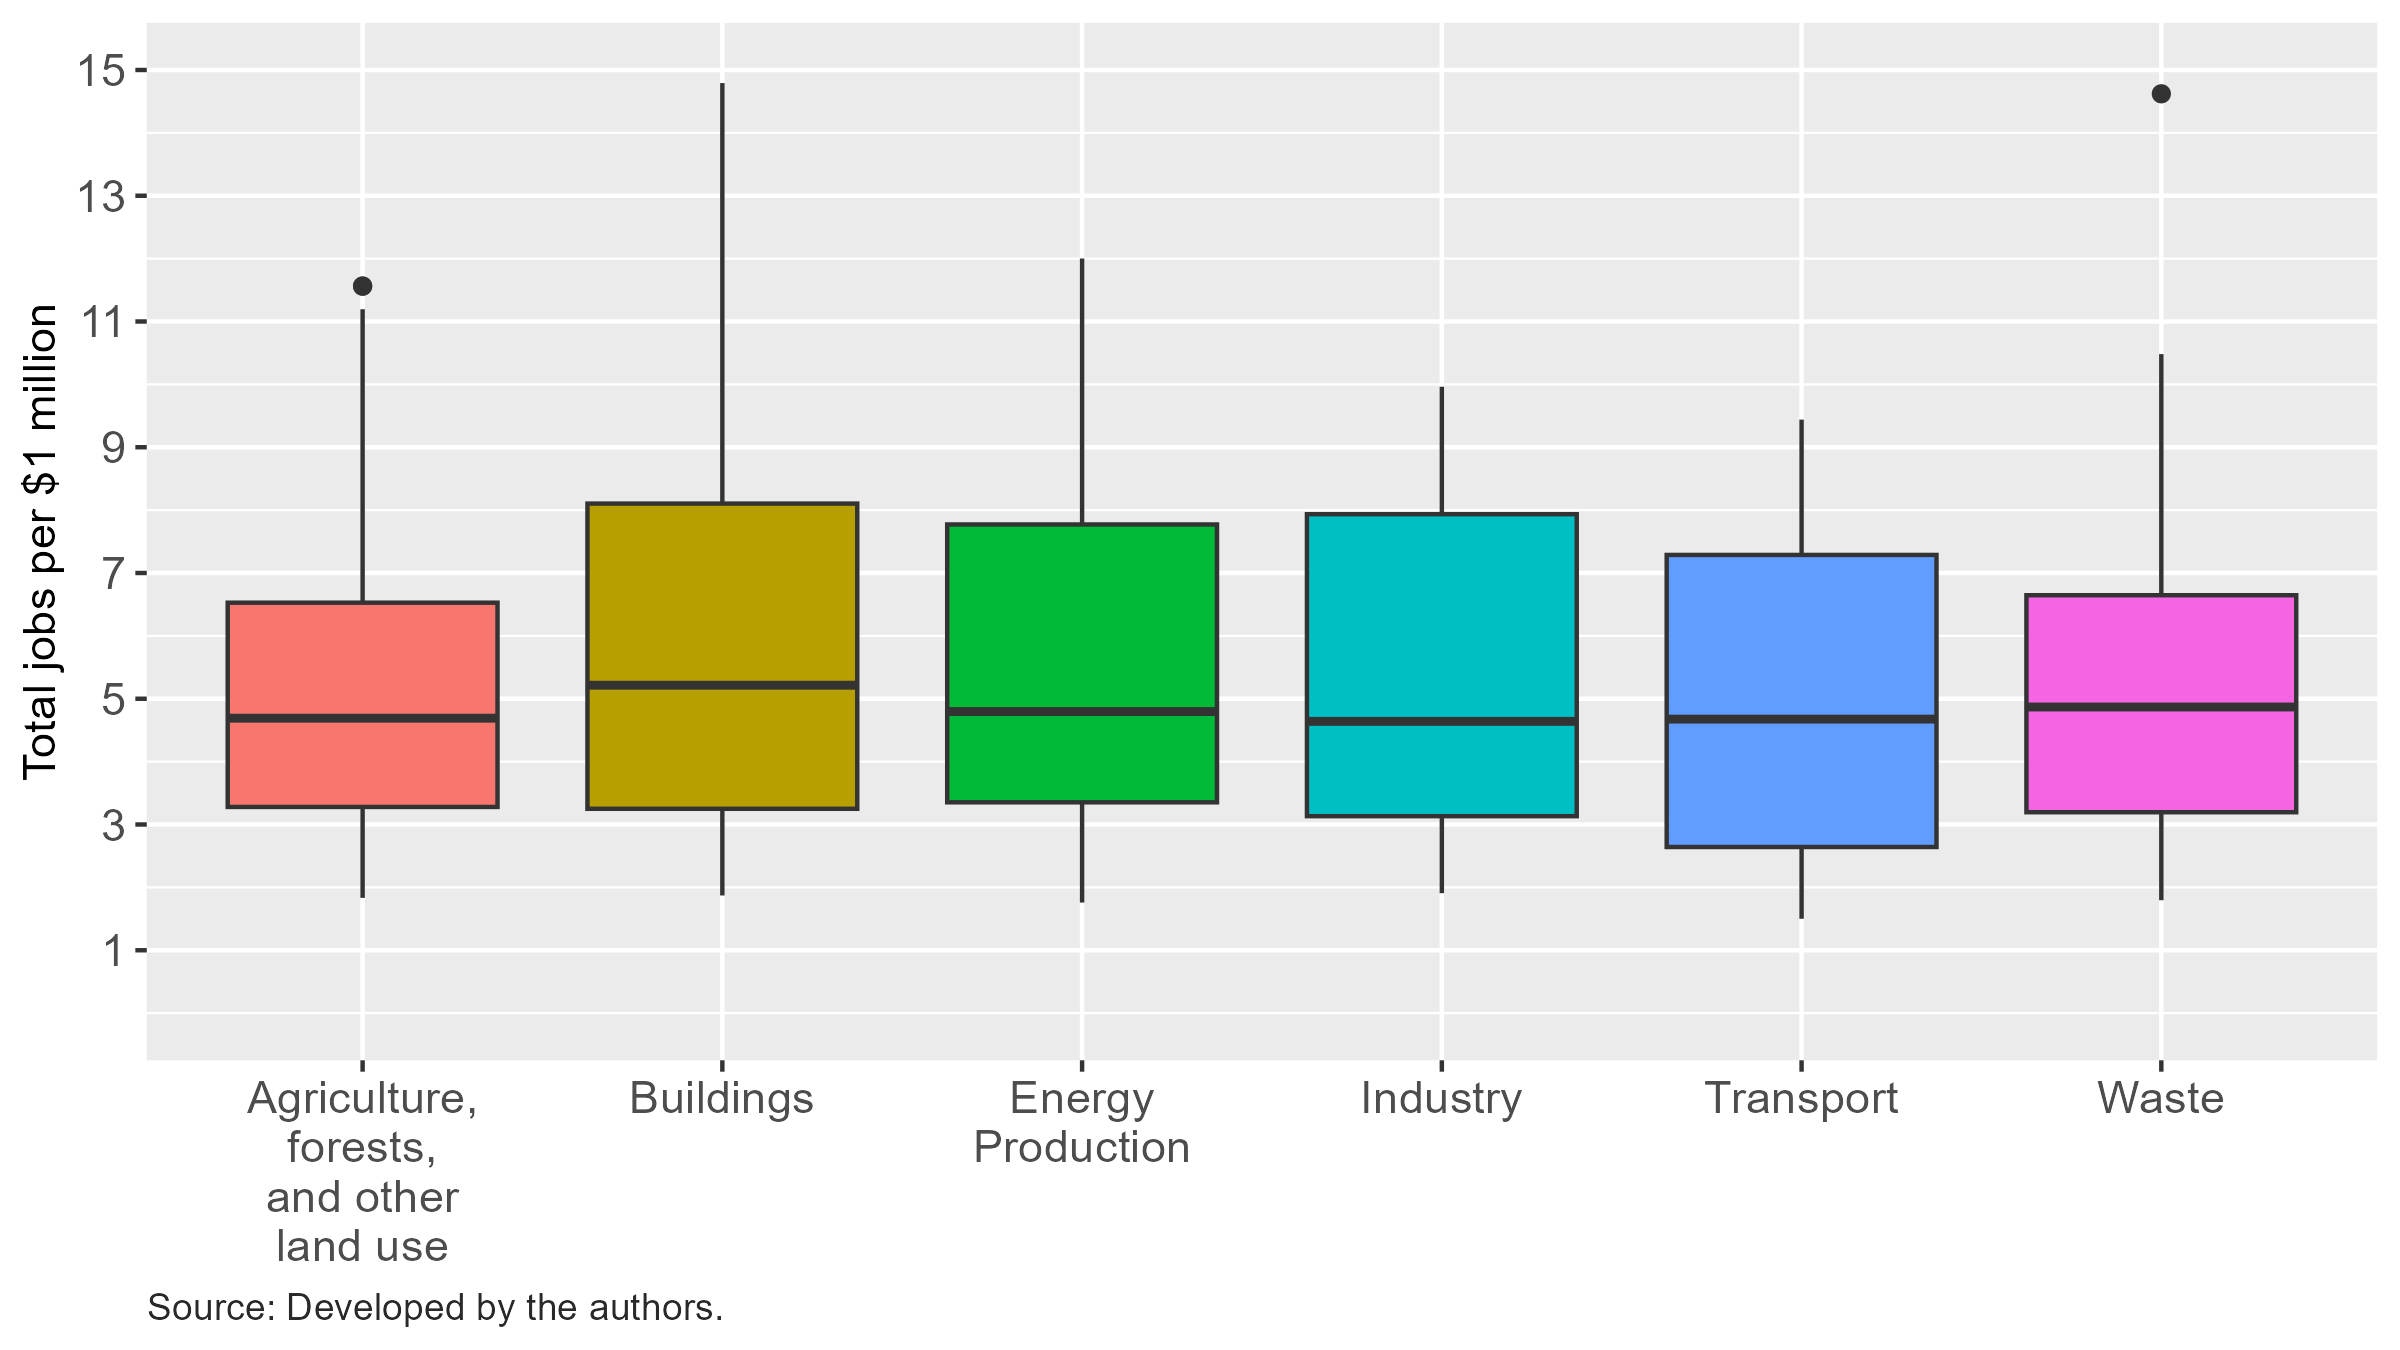 Total jobs per $1 million
15
13
11
9
7
5
3
1
Agriculture,
forests,
and other
land use
Buildings
Energy
Production
Industry
Transport
Waste
Source: Developed by the authors.